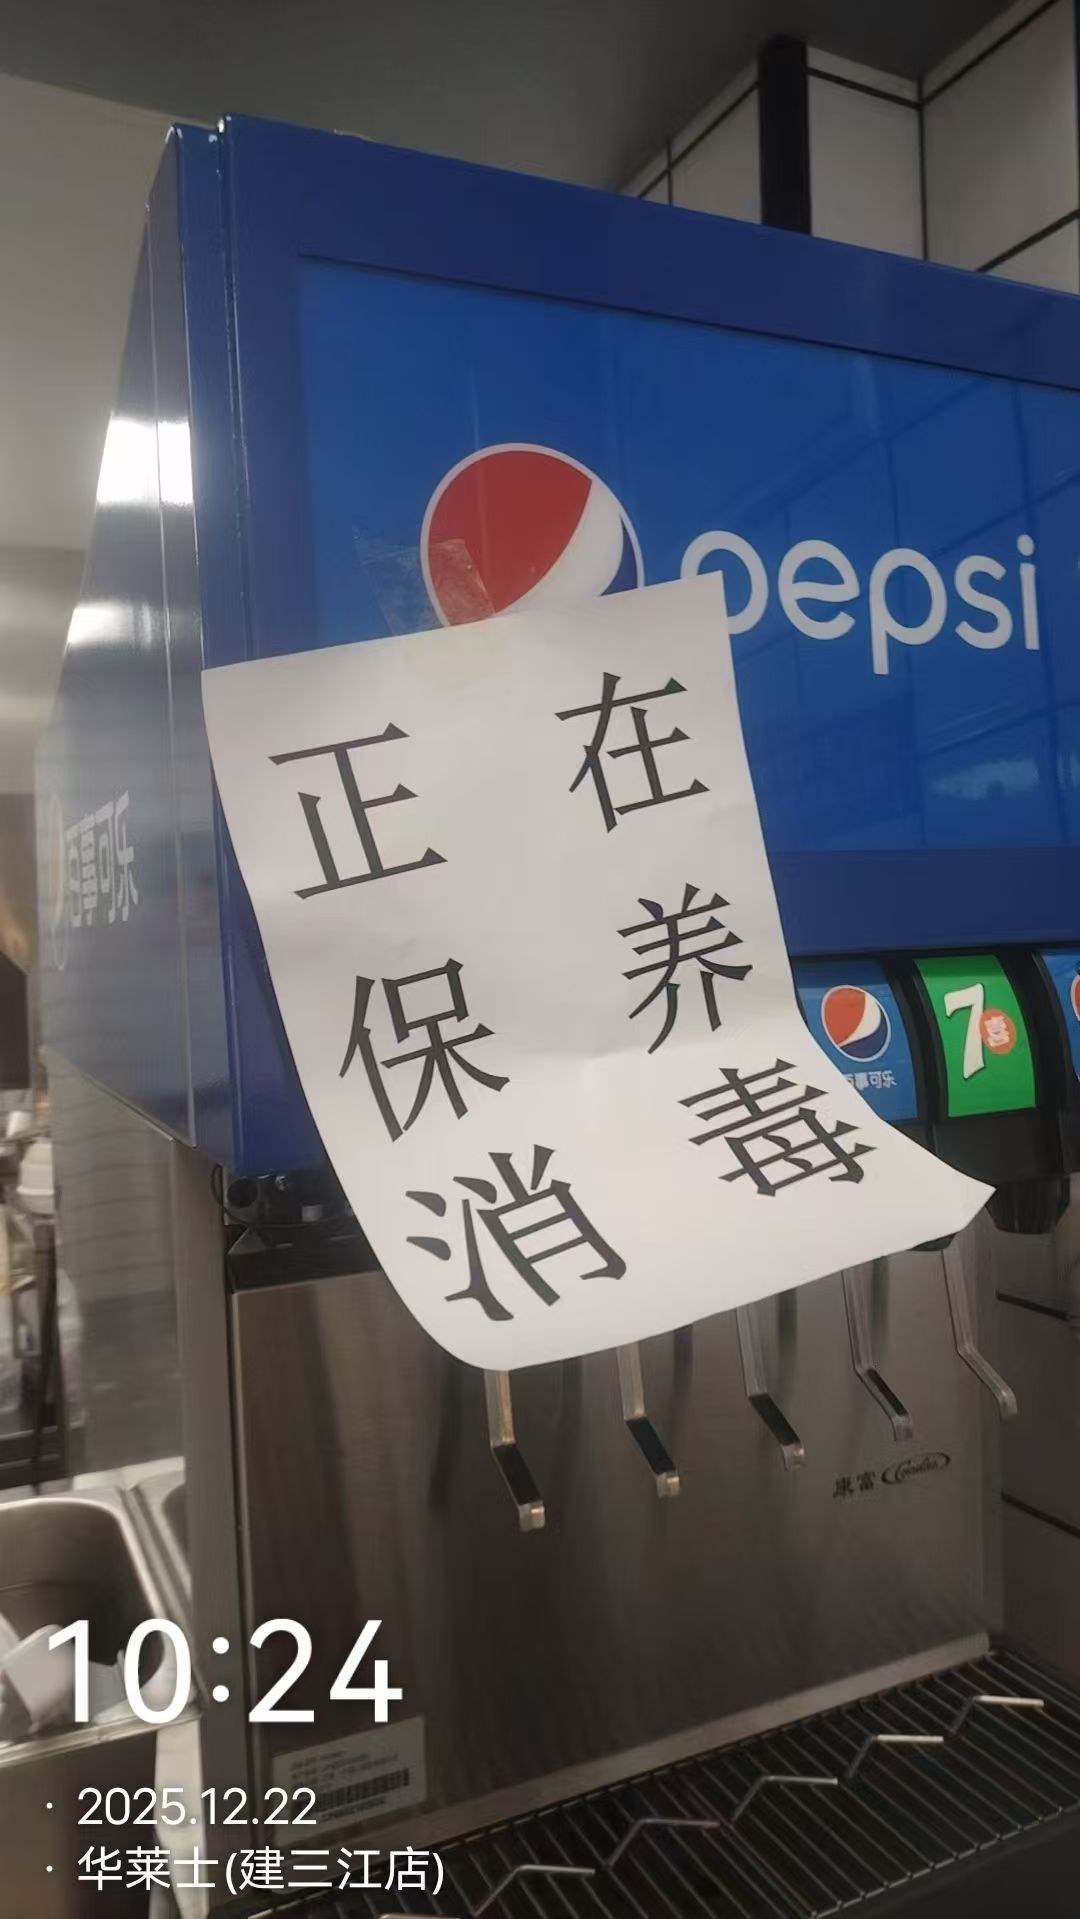 pepsi
百事可乐
正在
保养
消毒
百事可乐
7喜
康富
10:24
2025.12.22
华莱士(建三江店)